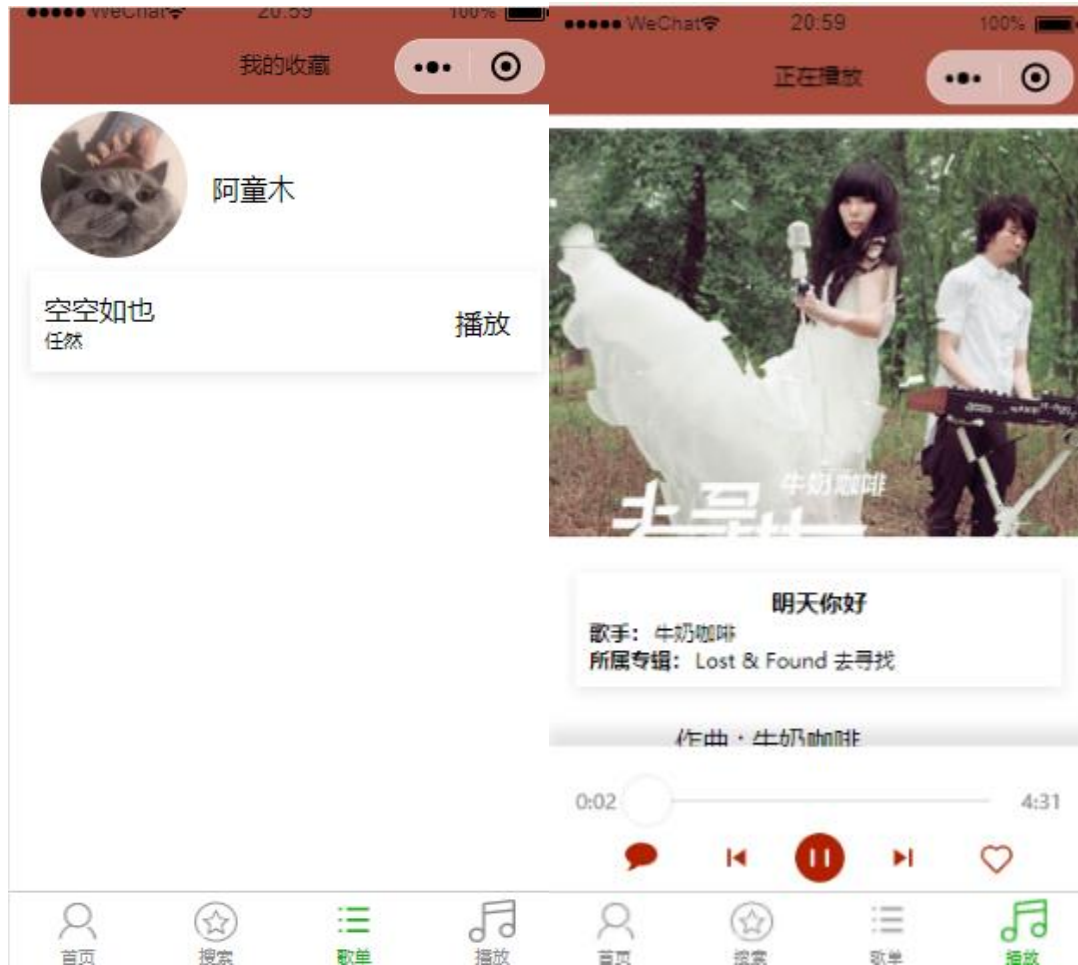 WeChat 20:59 100%
我的收藏
阿童木
空空如也
任然
播放
首页 搜索 歌单 播放
WeChat 20:59 100%
正在播放
牛奶咖啡
明天你好
歌手：牛奶咖啡
所属专辑：Lost & Found 去寻找
作曲：牛奶咖啡
0:02 4:31
首页 搜索 歌单 播放